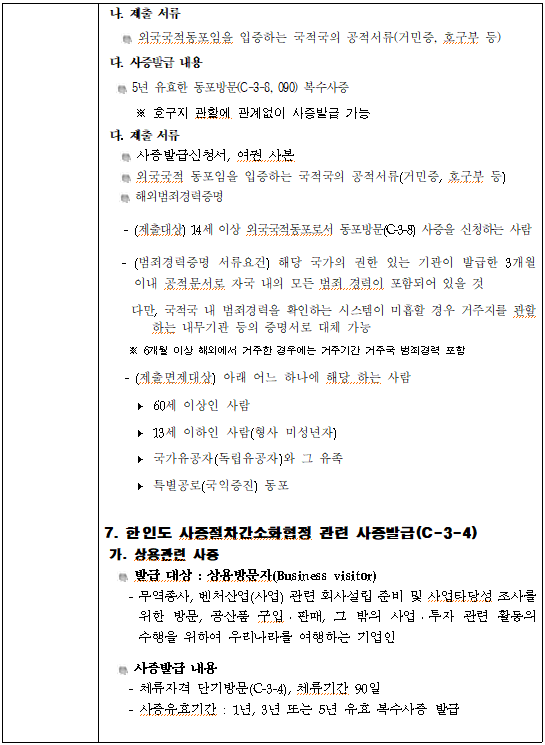 나. 제출 서류
외국국적동포임을 입증하는 국적국의 공적서류(거민증, 호구부 등)
다. 사증발급 내용
5년 유효한 동포방문(C-3-8, 090) 복수사증
※ 호구지 관할에 관계없이 사증발급 가능
다. 제출 서류
사증발급신청서, 여권 사본
외국국적 동포임을 입증하는 국적국의 공적서류(거민증, 호구부 등)
해외범죄경력증명
- (제출대상) 14세 이상 외국국적동포로서 동포방문(C-3-8) 사증을 신청하는 사람
- (범죄경력증명 서류요건) 해당 국가의 권한 있는 기관이 발급한 3개월
이내 공적문서로 자국 내의 모든 범죄 경력이 포함되어 있을 것
다만, 국적국 내 범죄경력을 확인하는 시스템이 미흡할 경우 거주지를 관할
하는 내무기관 등의 증명서로 대체 가능
※ 6개월 이상 해외에서 거주한 경우에는 거주기간 거주국 범죄경력 포함
- (제출면제대상) 아래 어느 하나에 해당 하는 사람
▶ 60세 이상인 사람
▶ 13세 이하인 사람(형사 미성년자)
▶ 국가유공자(독립유공자)와 그 유족
▶ 특별공로(국익증진) 동포
7. 한인도 사증절차간소화협정 관련 사증발급(C-3-4)
가. 상용관련 사증
발급 대상 : 상용방문자(Business visitor)
- 무역종사, 벤처산업(사업) 관련 회사설립 준비 및 사업타당성 조사를
위한 방문, 공산품 구입·판매, 그 밖의 사업·투자 관련 활동의
수행을 위하여 우리나라를 여행하는 기업인
사증발급 내용
- 체류자격 단기방문(C-3-4), 체류기간 90일
- 사증유효기간 : 1년, 3년 또는 5년 유효 복수사증 발급